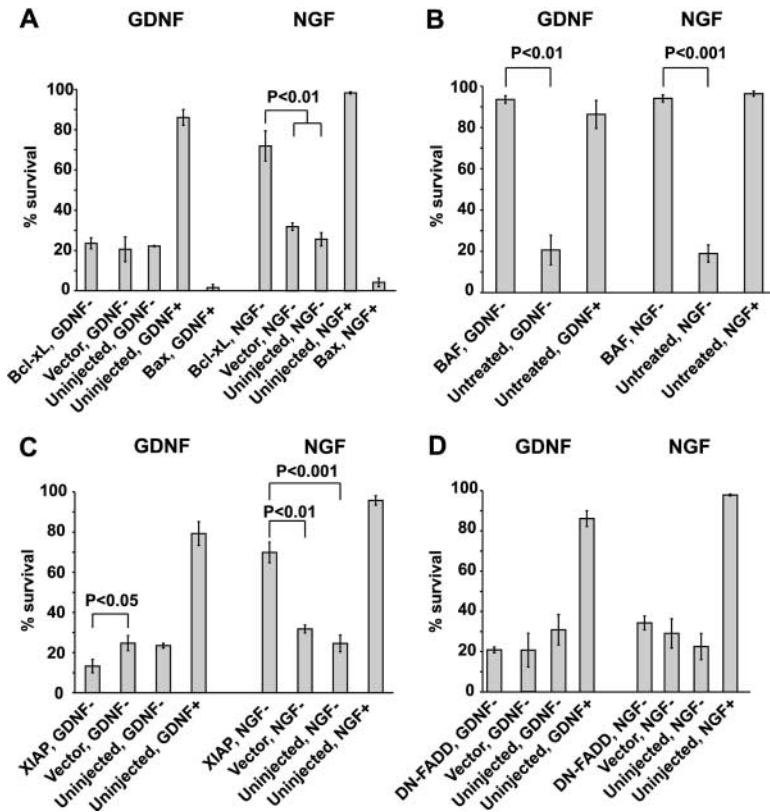 A
GDNF
NGF
% survival
100
80
60
40
20
0
P<0.01
Bcl-xL, GDNF-
Vector, GDNF-
Uninjected, GDNF-
Uninjected, GDNF+
Bax, GDNF+
Bcl-xL, NGF-
Vector, NGF-
Uninjected, NGF-
Uninjected, NGF+
Bax, NGF+
B
GDNF
NGF
% survival
100
80
60
40
20
0
P<0.01
P<0.001
BAF, GDNF-
Untreated, GDNF-
Untreated, GDNF+
BAF, NGF-
Untreated, NGF-
Untreated, NGF+
C
GDNF
NGF
% survival
100
80
60
40
20
0
P<0.05
P<0.001
P<0.01
XIAP, GDNF-
Vector, GDNF-
Uninjected, GDNF-
Uninjected, GDNF+
XIAP, NGF-
Vector, NGF-
Uninjected, NGF-
Uninjected, NGF+
D
GDNF
NGF
% survival
100
80
60
40
20
0
DN-FADD, GDNF-
Vector, GDNF-
Uninjected, GDNF-
Uninjected, GDNF+
DN-FADD, NGF-
Vector, NGF-
Uninjected, NGF-
Uninjected, NGF+